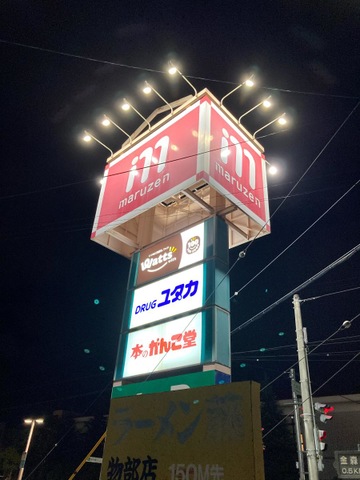 m
maruzen
m
maruzen
Watts
DRUG ユタカ
本のがんこ堂
ラーメン藤
物部店 150M先